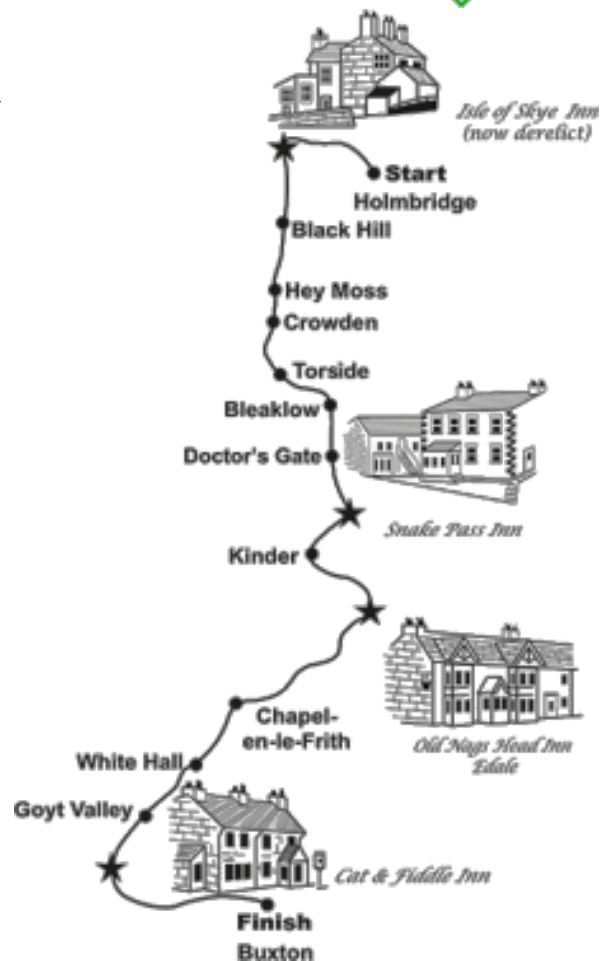 Isle of Skye Inn
(now derelict)
Start
Holmbridge
Black Hill
Hey Moss
Crowden
Torside
Bleaklow
Doctor's Gate
Snake Pass Inn
Kinder
Chapel-
en-le-Frith
Old Nags Head Inn
Edale
White Hall
Goyt Valley
Cat & Fiddle Inn
Finish
Buxton